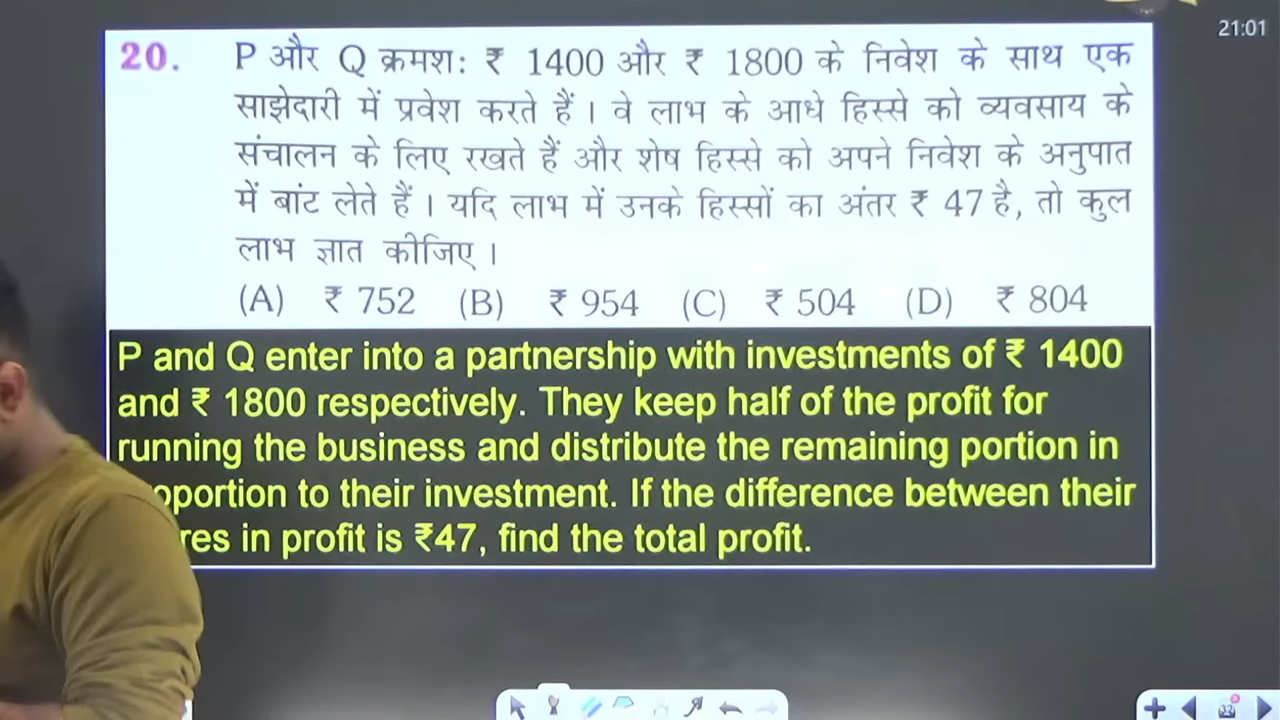 21:01
20. P और Q क्रमश: ₹ 1400 और ₹ 1800 के निवेश के साथ एक
साझेदारी में प्रवेश करते हैं। वे लाभ के आधे हिस्से को व्यवसाय के
संचालन के लिए रखते हैं और शेष हिस्से को अपने निवेश के अनुपात
में बांट लेते हैं। यदि लाभ में उनके हिस्सों का अंतर ₹ 47 है, तो कुल
लाभ ज्ञात कीजिए।
(A) ₹ 752 (B) ₹ 954 (C) ₹ 504 (D) ₹ 804
P and Q enter into a partnership with investments of ₹ 1400
and ₹ 1800 respectively. They keep half of the profit for
running the business and distribute the remaining portion in
oportion to their investment. If the difference between their
res in profit is ₹47, find the total profit.